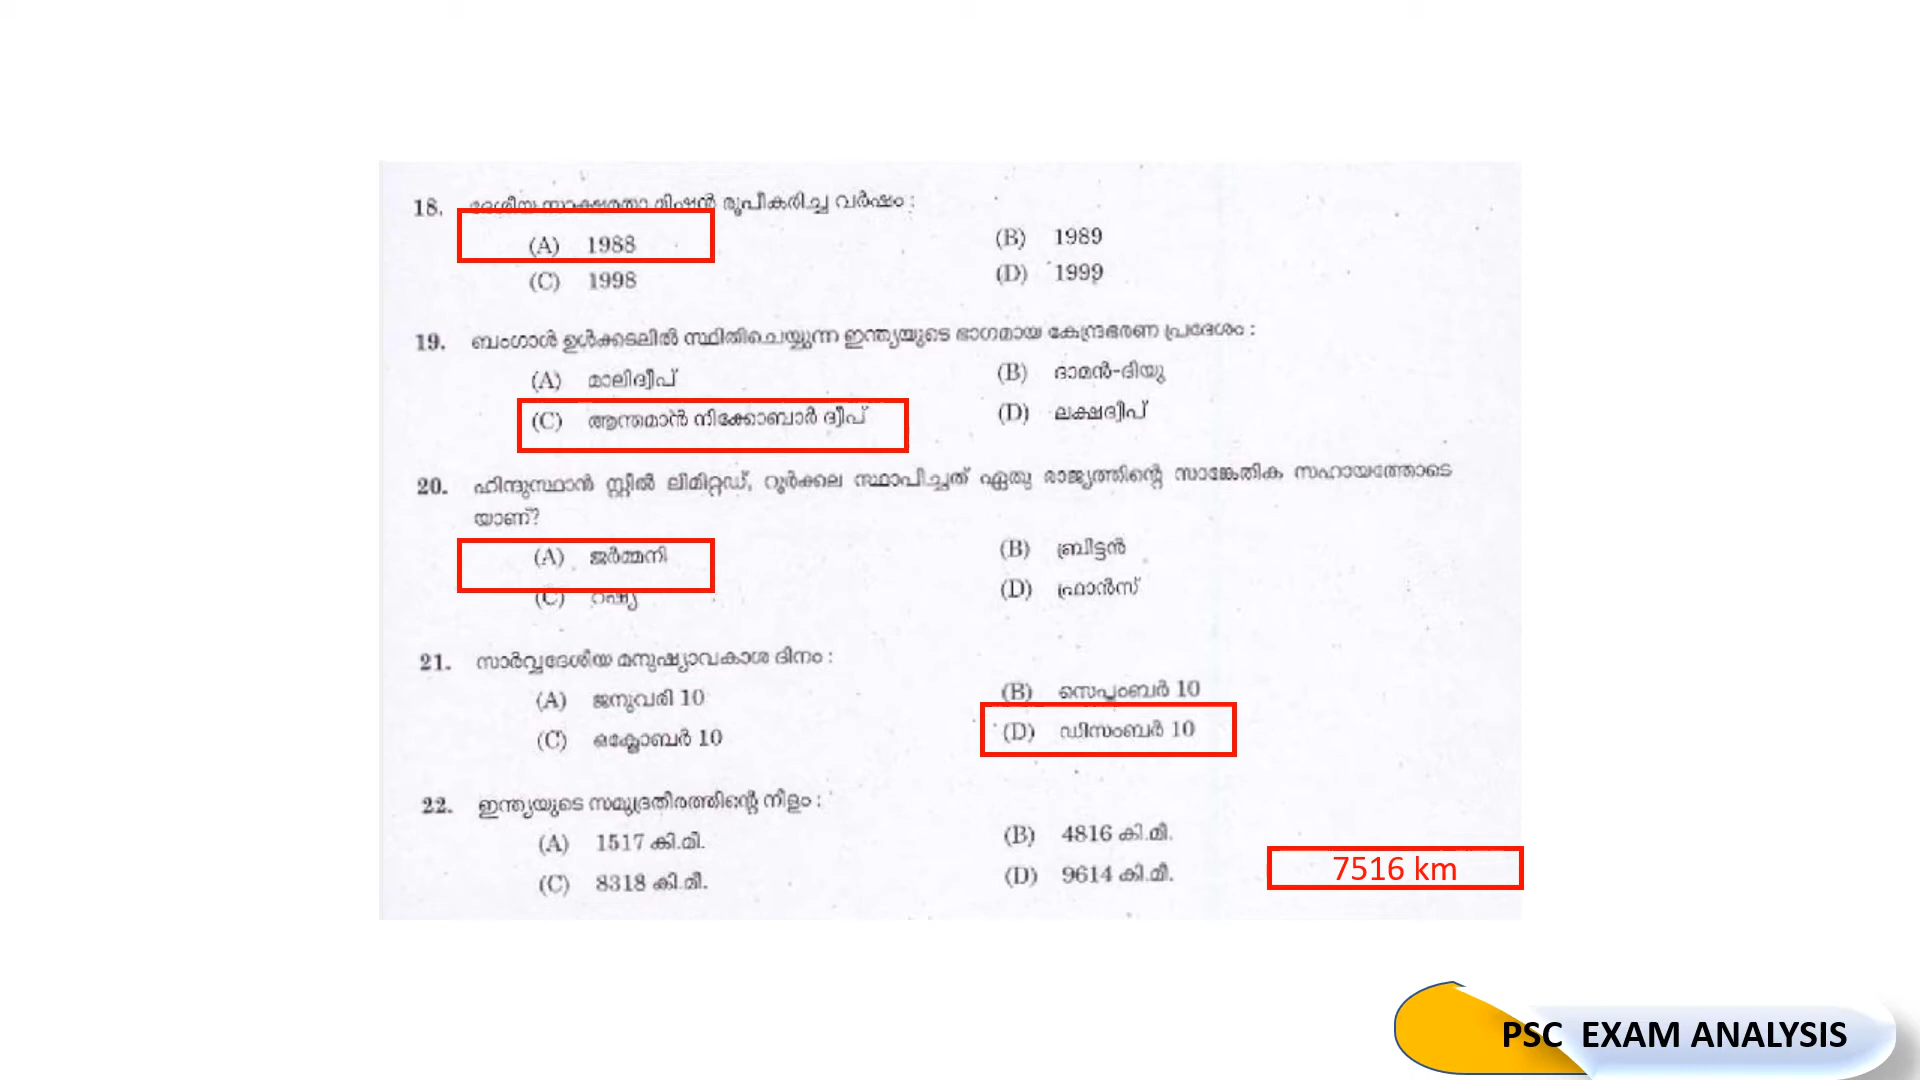 18. ദേശീയ സാക്ഷരതാ മിഷൻ രൂപീകരിച്ച വർഷം :
(A) 1988 (B) 1989
(C) 1998 (D) 1999
19. ബംഗാൾ ഉൾക്കടലിൽ സ്ഥിതിചെയ്യുന്ന ഇന്ത്യയുടെ ഭാഗമായ കേന്ദ്രഭരണ പ്രദേശം :
(A) മാലിദ്വീപ് (B) ദാമൻ-ദിയു
(C) ആന്തമാൻ നിക്കോബാർ ദ്വീപ് (D) ലക്ഷദ്വീപ്
20. ഹിന്ദുസ്ഥാൻ സ്റ്റീൽ ലിമിറ്റഡ്, റൂർക്കല സ്ഥാപിച്ചത് ഏതു രാജ്യത്തിന്റെ സാങ്കേതിക സഹായത്തോടെ
യാണ്?
(A) ജർമ്മനി (B) ബ്രിട്ടൻ
(C) റഷ്യ (D) ഫ്രാൻസ്
21. സാർവ്വദേശീയ മനുഷ്യാവകാശ ദിനം :
(A) ജനുവരി 10 (B) സെപ്തംബർ 10
(C) ഒക്ടോബർ 10 (D) ഡിസംബർ 10
22. ഇന്ത്യയുടെ സമുദ്രതീരത്തിന്റെ നീളം :
(A) 1517 കി.മീ. (B) 4816 കി.മീ.
(C) 8318 കി.മീ. (D) 9614 കി.മീ.
7516 km
PSC EXAM ANALYSIS